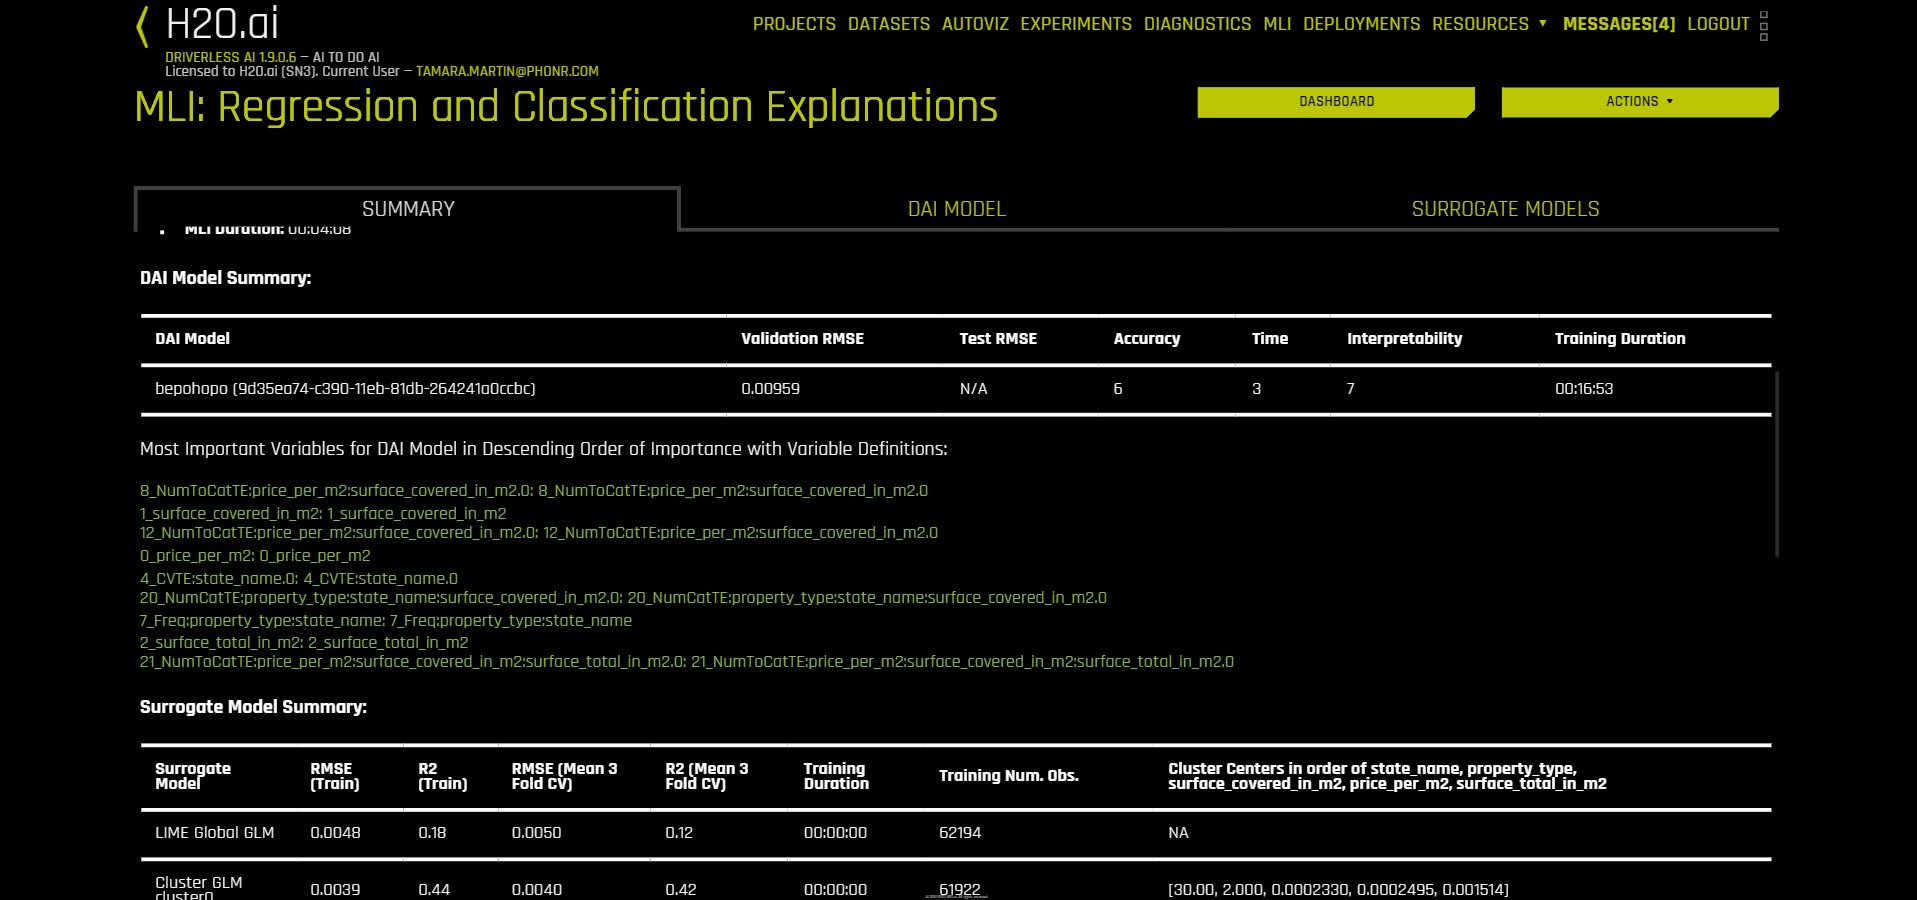 H2O.ai
PROJECTS DATASETS AUTOVIZ EXPERIMENTS DIAGNOSTICS MLI DEPLOYMENTS RESOURCES ▼ MESSAGES[4] LOGOUT
DRIVERLESS AI 1.9.0.6 — AI TO DO AI
Licensed to H2O.ai (SN3). Current User — TAMARA.MARTIN@PHONR.COM
MLI: Regression and Classification Explanations
DASHBOARD
ACTIONS ▼
SUMMARY DAI MODEL SURROGATE MODELS
• MLI Duration: 00:04:08
DAI Model Summary:
DAI Model Validation RMSE Test RMSE Accuracy Time Interpretability Training Duration
bepohopo (9d35ea74-c390-11eb-81db-264241a0ccbc) 0.00959 N/A 6 3 7 00:16:53
Most Important Variables for DAI Model in Descending Order of Importance with Variable Definitions:
8_NumToCatTE:price_per_m2:surface_covered_in_m2.0: 8_NumToCatTE:price_per_m2:surface_covered_in_m2.0
1_surface_covered_in_m2: 1_surface_covered_in_m2
12_NumToCatTE:price_per_m2:surface_covered_in_m2.0: 12_NumToCatTE:price_per_m2:surface_covered_in_m2.0
0_price_per_m2: 0_price_per_m2
4_CVTE:state_name.0: 4_CVTE:state_name.0
20_NumCatTE:property_type:state_name:surface_covered_in_m2.0: 20_NumCatTE:property_type:state_name:surface_covered_in_m2.0
7_Freq:property_type:state_name: 7_Freq:property_type:state_name
2_surface_total_in_m2: 2_surface_total_in_m2
21_NumToCatTE:price_per_m2:surface_covered_in_m2:surface_total_in_m2.0: 21_NumToCatTE:price_per_m2:surface_covered_in_m2:surface_total_in_m2.0
Surrogate Model Summary:
Surrogate Model RMSE (Train) R2 (Train) RMSE (Mean 3 Fold CV) R2 (Mean 3 Fold CV) Training Duration Training Num. Obs. Cluster Centers in order of state_name, property_type, surface_covered_in_m2, price_per_m2, surface_total_in_m2
LIME Global GLM 0.0048 0.18 0.0050 0.12 00:00:00 62194 NA
Cluster GLM cluster0 0.0039 0.44 0.0040 0.42 00:00:00 61922 [30.00, 2.000, 0.0002330, 0.0002495, 0.001514]